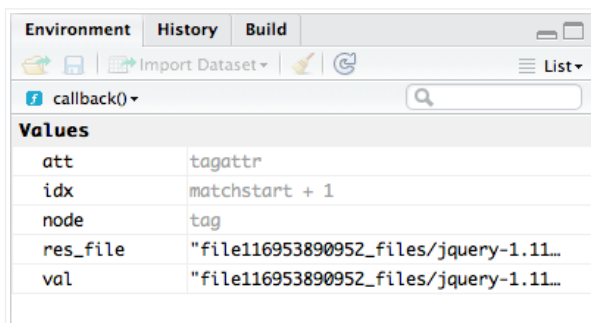 Environment History Build
Import Dataset List
f callback()
Values
att tagattr
idx matchstart + 1
node tag
res_file "file116953890952_files/jquery-1.11…
val "file116953890952_files/jquery-1.11…